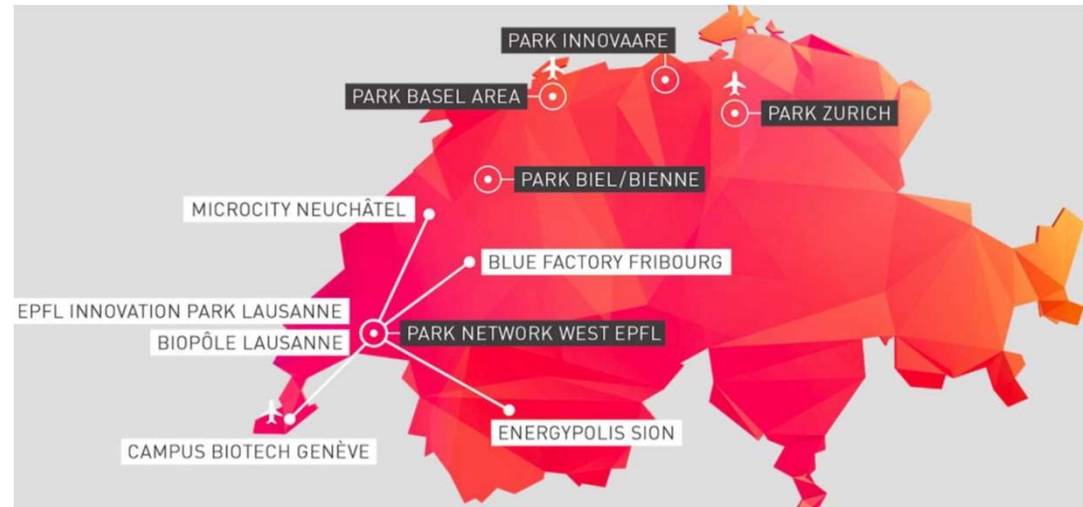 PARK INNOVAARE
PARK BASEL AREA
PARK ZURICH
PARK BIEL/BIENNE
MICROCITY NEUCHÂTEL
BLUE FACTORY FRIBOURG
EPFL INNOVATION PARK LAUSANNE
PARK NETWORK WEST EPFL
BIOPÔLE LAUSANNE
ENERGYPOLIS SION
CAMPUS BIOTECH GENÈVE